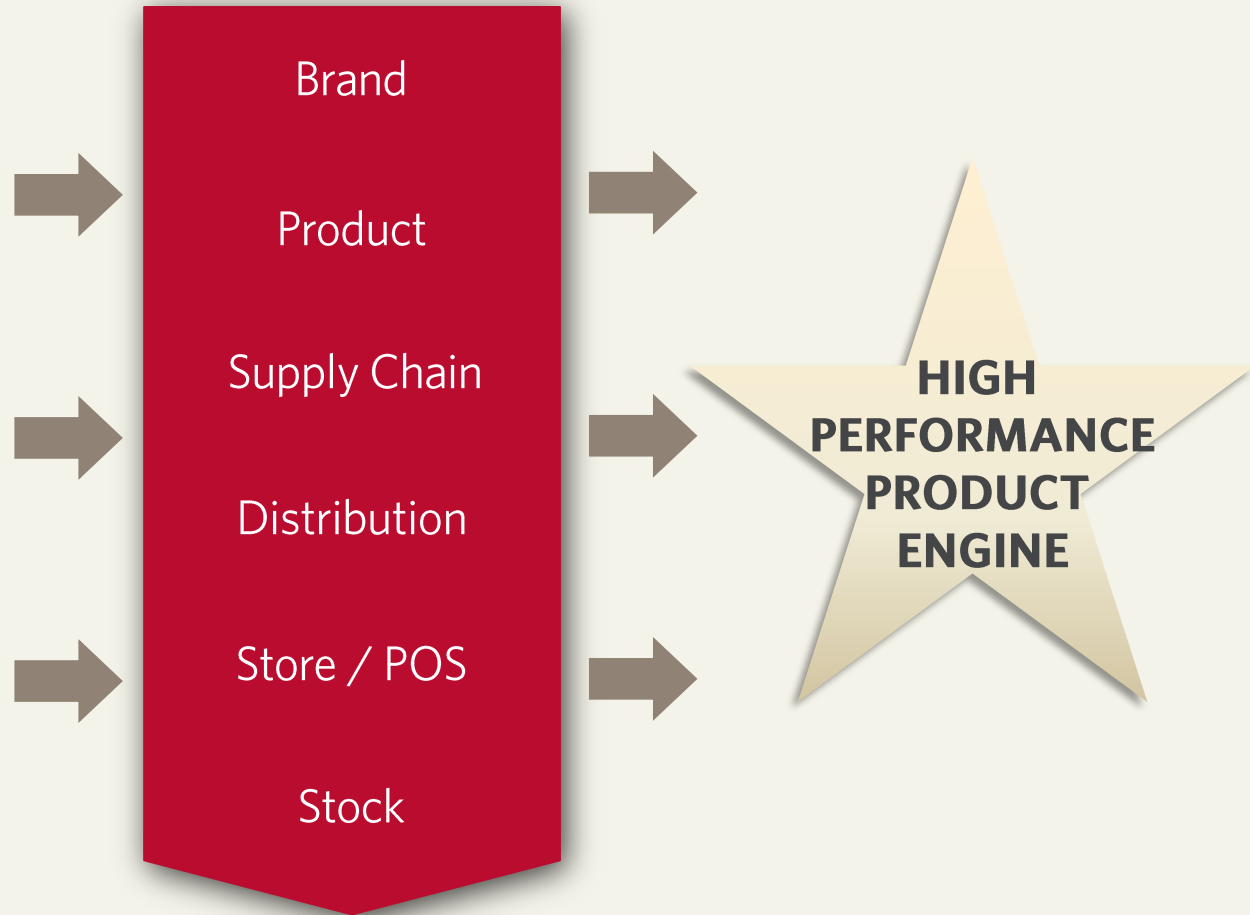 Brand
Product
Supply Chain
Distribution
Store / POS
Stock
HIGH
PERFORMANCE
PRODUCT
ENGINE